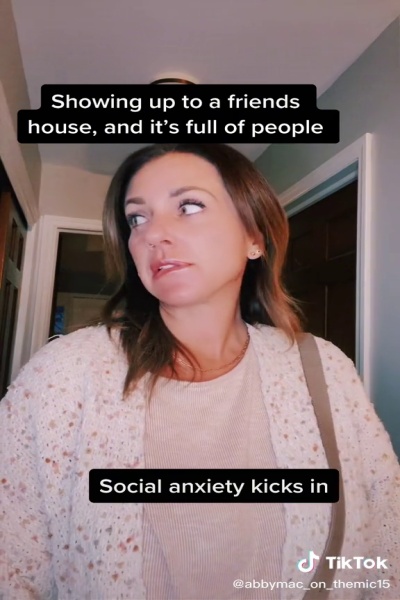 Showing up to a friends
house, and it's full of people
Social anxiety kicks in
TikTok
@abbymac_on_themic15